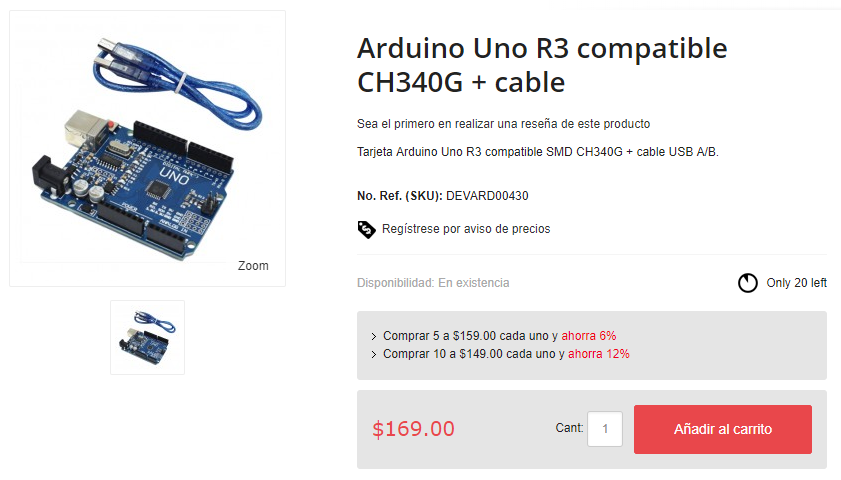 Arduino Uno R3 compatible
CH340G + cable
Sea el primero en realizar una reseña de este producto
Tarjeta Arduino Uno R3 compatible SMD CH340G + cable USB A/B.
No. Ref. (SKU): DEVARD00430
Regístrese por aviso de precios
Disponibilidad: En existencia
Only 20 left
Comprar 5 a $159.00 cada uno y ahorra 6%
Comprar 10 a $149.00 cada uno y ahorra 12%
$169.00
Cant: 1
Añadir al carrito
UNO
POWER
ANALOG IN
Zoom